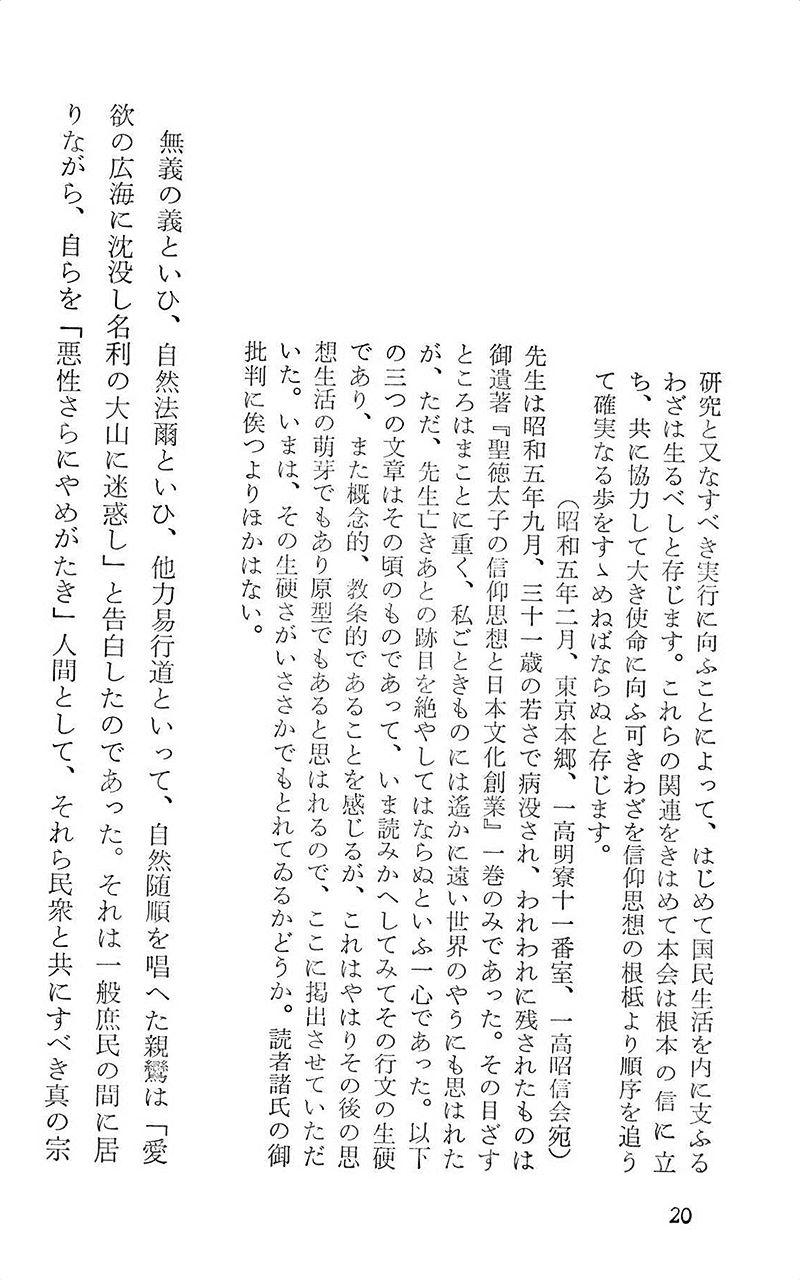 研究と又なすべき実行に向ふことによって、はじめて国民生活を内に支ふる
わざは生るべしと存じます。これらの関連をきはめて本会は根本の信に立
ち、共に協力して大き使命に向ふ可きわざを信仰思想の根柢より順序を追う
て確実なる歩をすゝめねばならぬと存じます。
（昭和五年二月、東京本郷、一高明寮十一番室、一高昭信会宛）
先生は昭和五年九月、三十一歳の若さで病没され、われわれに残されたものは
御遺著『聖徳太子の信仰思想と日本文化創業』一巻のみであった。その目ざす
ところはまことに重く、私ごときものには遙かに遠い世界のやうにも思はれた
が、ただ、先生亡きあとの跡目を絶やしてはならぬといふ一心であった。以下
の三つの文章はその頃のものであって、いま読みかへしてみてその行文の生硬
であり、また概念的、教条的であることを感じるが、これはやはりその後の思
想生活の萌芽でもあり原型でもあると思はれるので、ここに掲出させていただ
いた。いまは、その生硬さがいささかでもとれてゐるかどうか。読者諸氏の御
批判に俟つよりほかはない。
無義の義といひ、自然法爾といひ、他力易行道といって、自然随順を唱へた親鸞は「愛
欲の広海に沈没し名利の大山に迷惑し」と告白したのであった。それは一般庶民の間に居
りながら、自らを「悪性さらにやめがたき」人間として、それら民衆と共にすべき真の宗
20